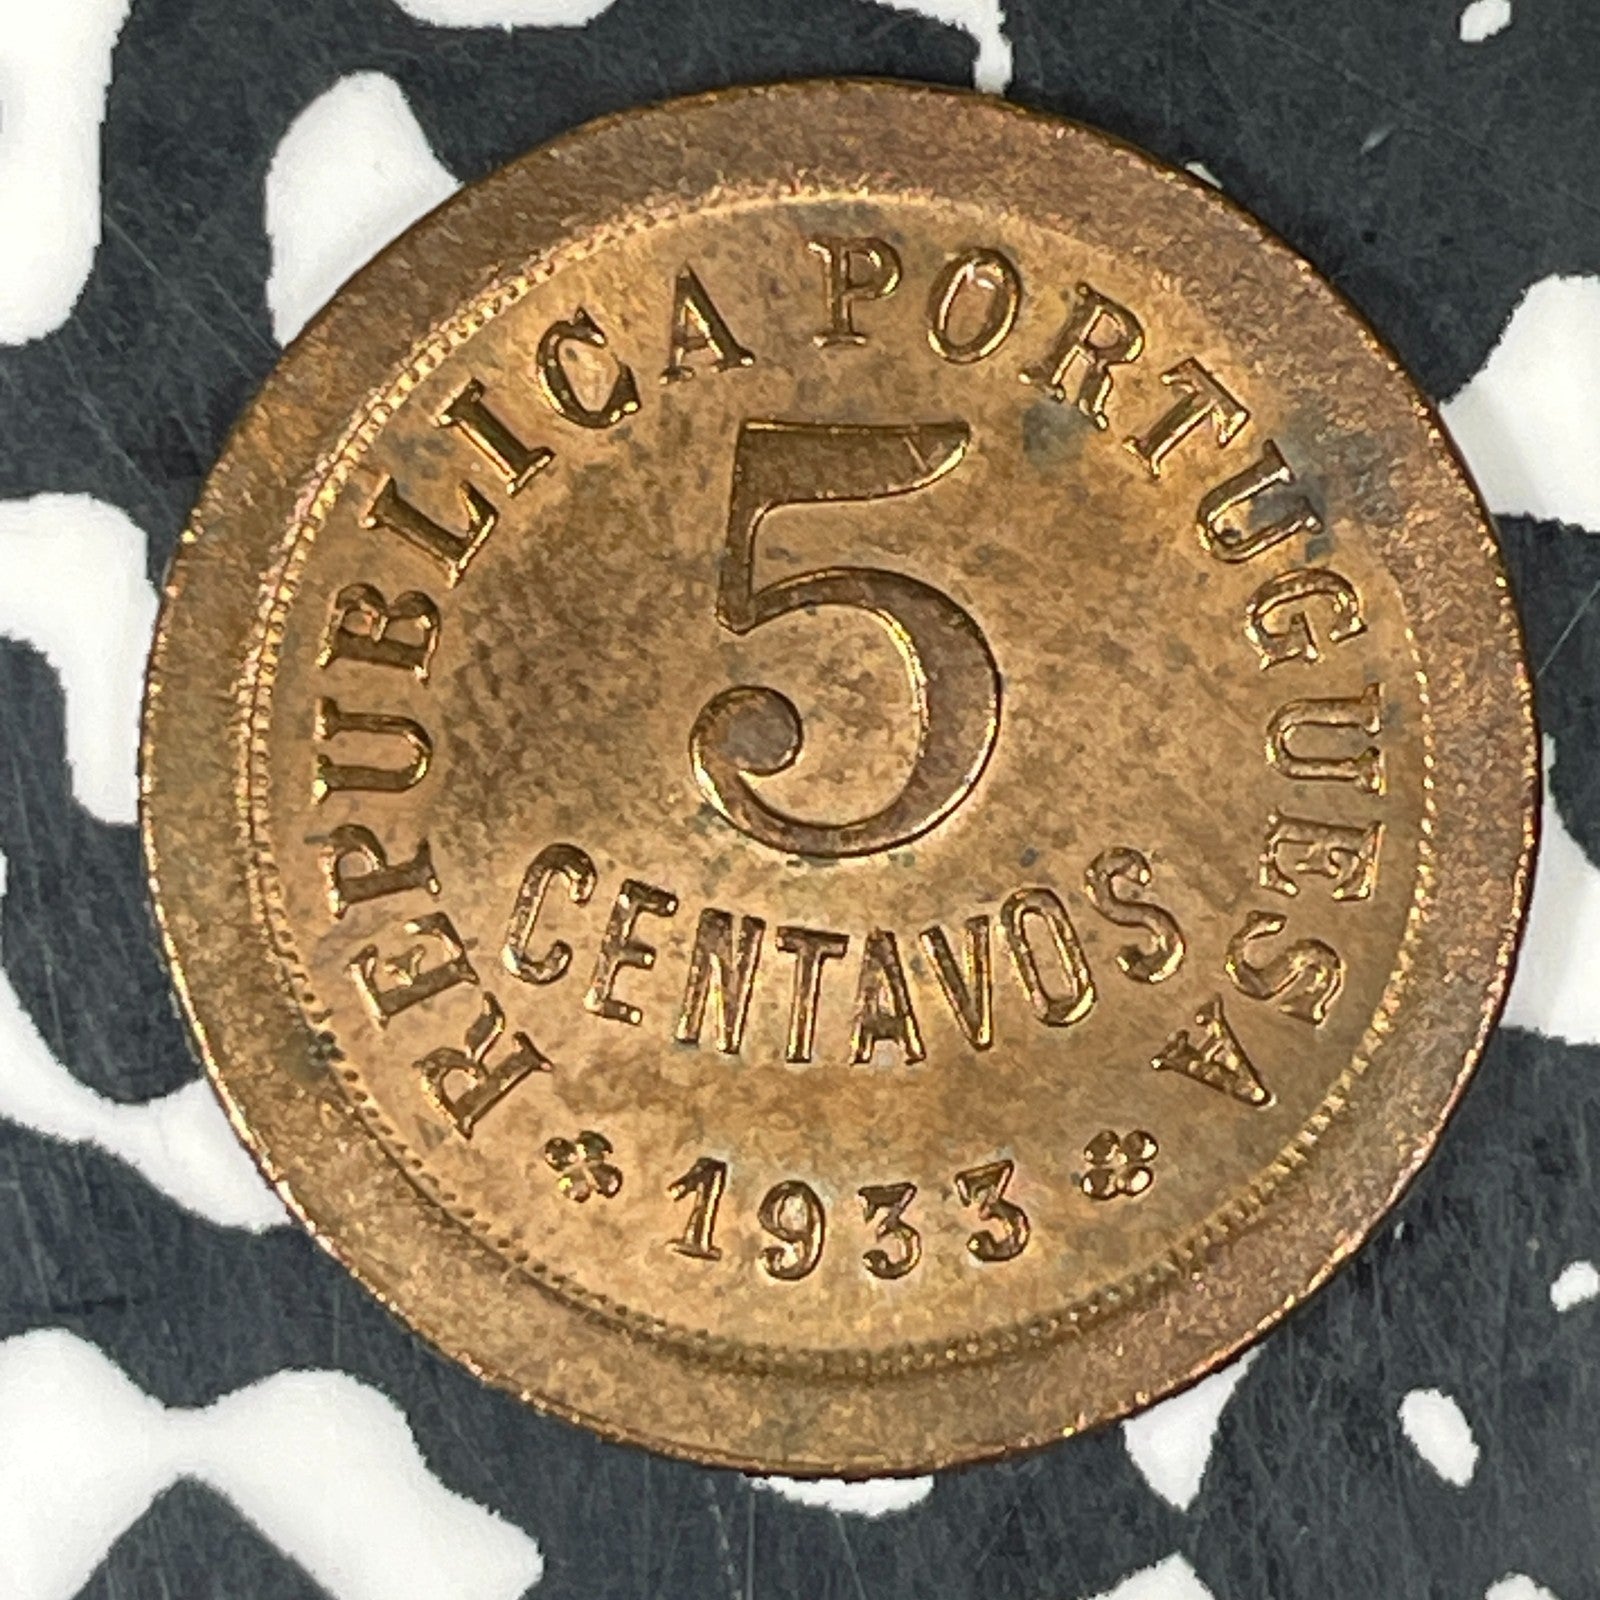 REPUBLICA PORTUGUESA
5
CENTAVOS
1933